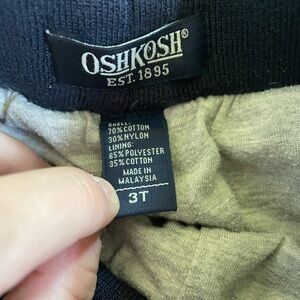 OSHKOSH®
EST. 1895
SHELL:
70% COTTON
30% NYLON
LINING:
65% POLYESTER
35% COTTON
MADE IN
MALAYSIA
3T